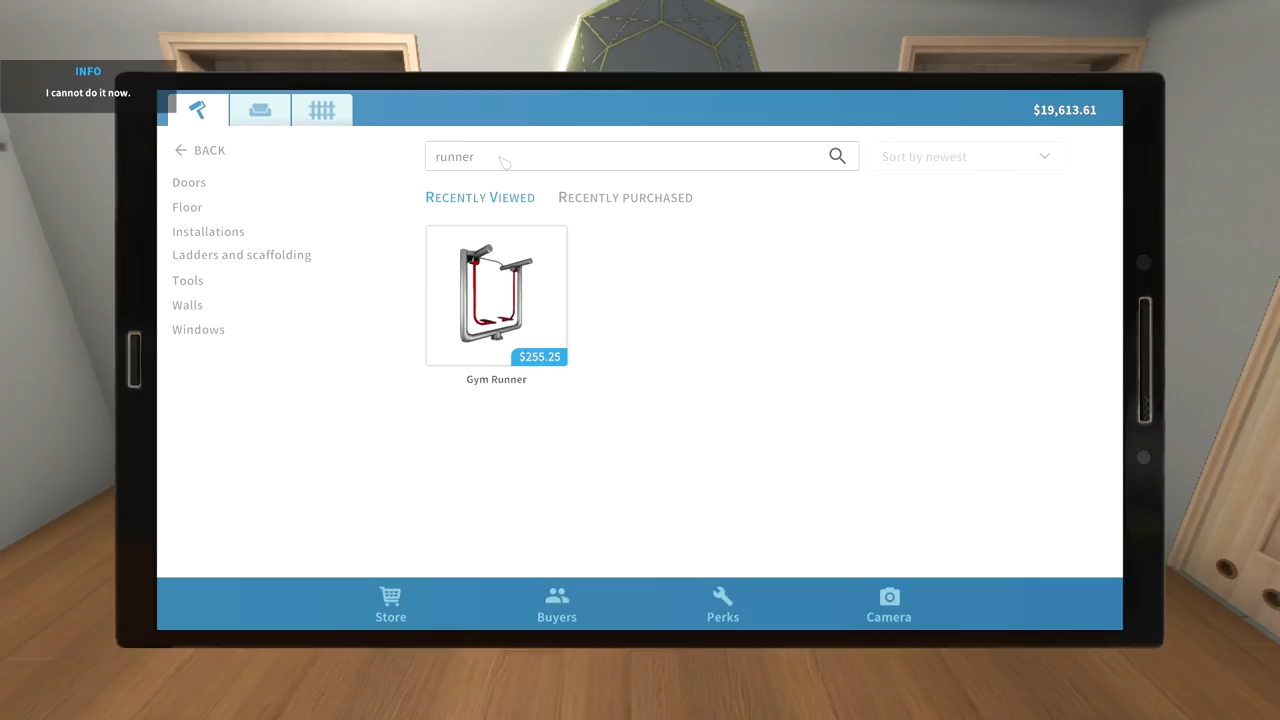 INFO
I cannot do it now.
$19,613.61
BACK
runner
Sort by newest
Doors
Floor
Installations
Ladders and scaffolding
Tools
Walls
Windows
RECENTLY VIEWED
RECENTLY PURCHASED
$255.25
Gym Runner
Store
Buyers
Perks
Camera